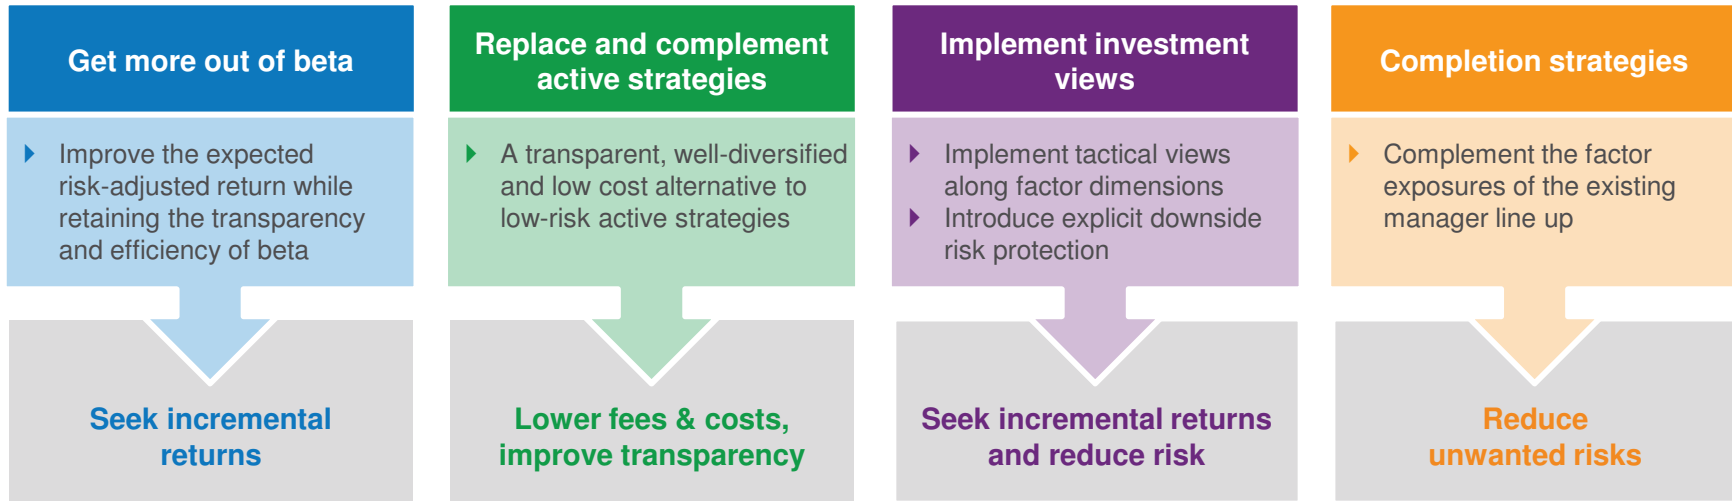 Get more out of beta
Improve the expected
risk-adjusted return while
retaining the transparency
and efficiency of beta
Seek incremental
returns
Replace and complement
active strategies
A transparent, well-diversified
and low cost alternative to
low-risk active strategies
Lower fees & costs,
improve transparency
Implement investment
views
Implement tactical views
along factor dimensions
Introduce explicit downside
risk protection
Seek incremental returns
and reduce risk
Completion strategies
Complement the factor
exposures of the existing
manager line up
Reduce
unwanted risks